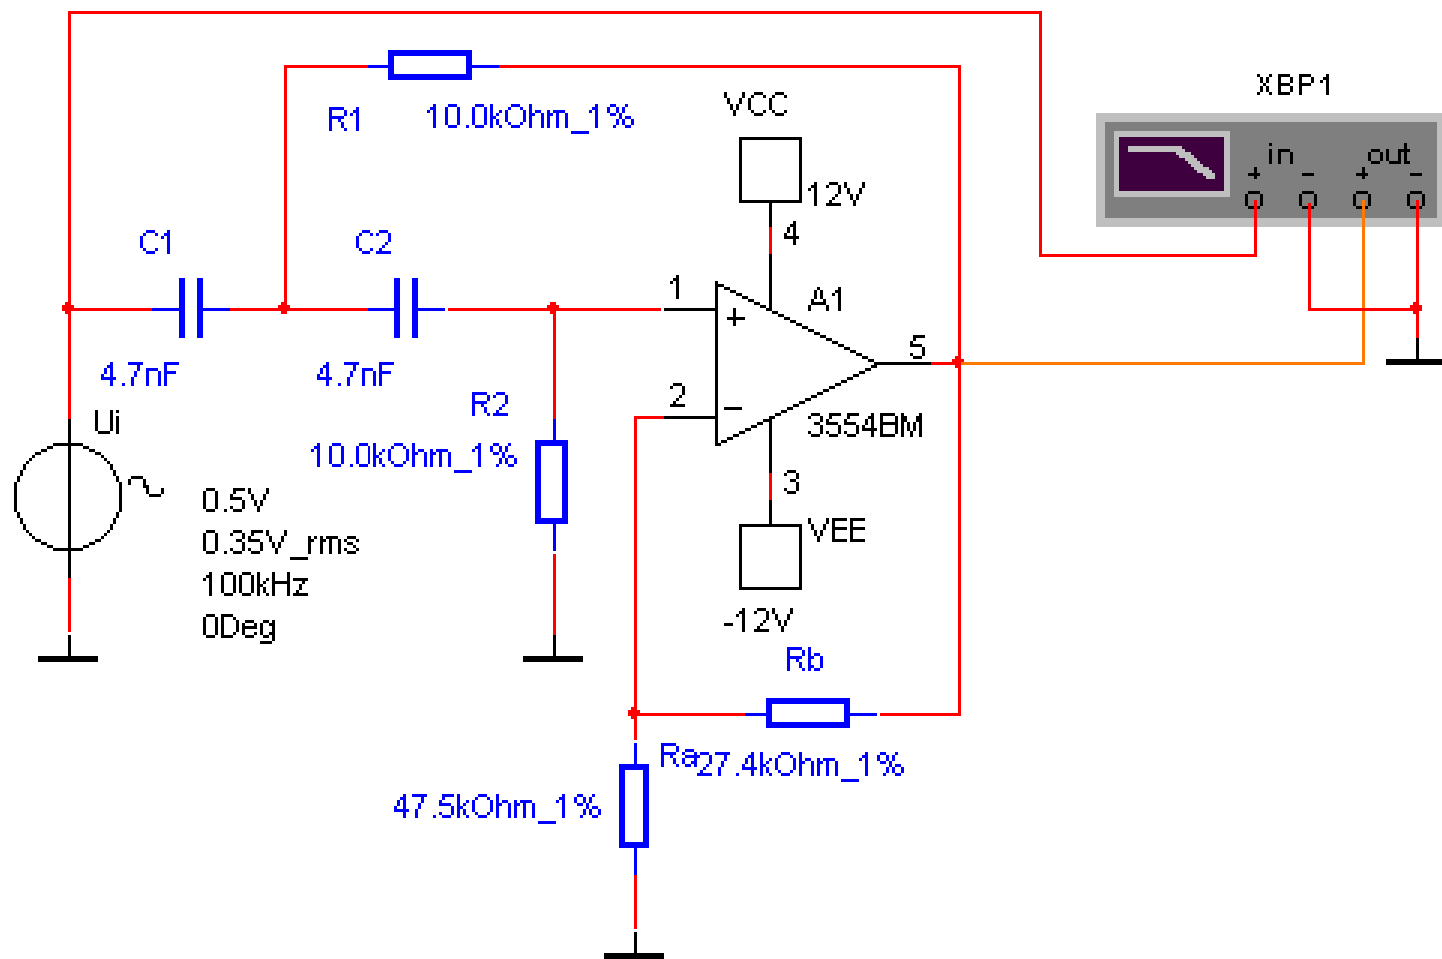 XBP1
in
out
+
−
+
−
R1
10.0kOhm_1%
VCC
12V
4
C1
C2
4.7nF
4.7nF
1
+
A1
5
2
−
3554BM
3
VEE
-12V
R2
10.0kOhm_1%
Ui
0.5V
0.35V_rms
100kHz
0Deg
Rb
27.4kOhm_1%
Ra
47.5kOhm_1%